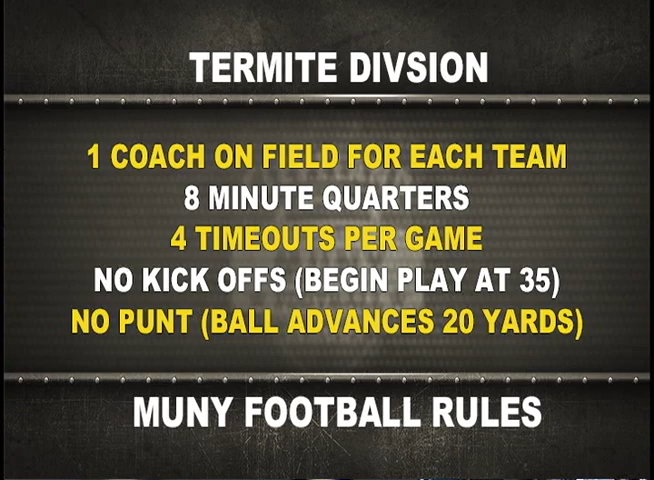 TERMITE DIVSION
1 COACH ON FIELD FOR EACH TEAM
8 MINUTE QUARTERS
4 TIMEOUTS PER GAME
NO KICK OFFS (BEGIN PLAY AT 35)
NO PUNT (BALL ADVANCES 20 YARDS)
MUNY FOOTBALL RULES